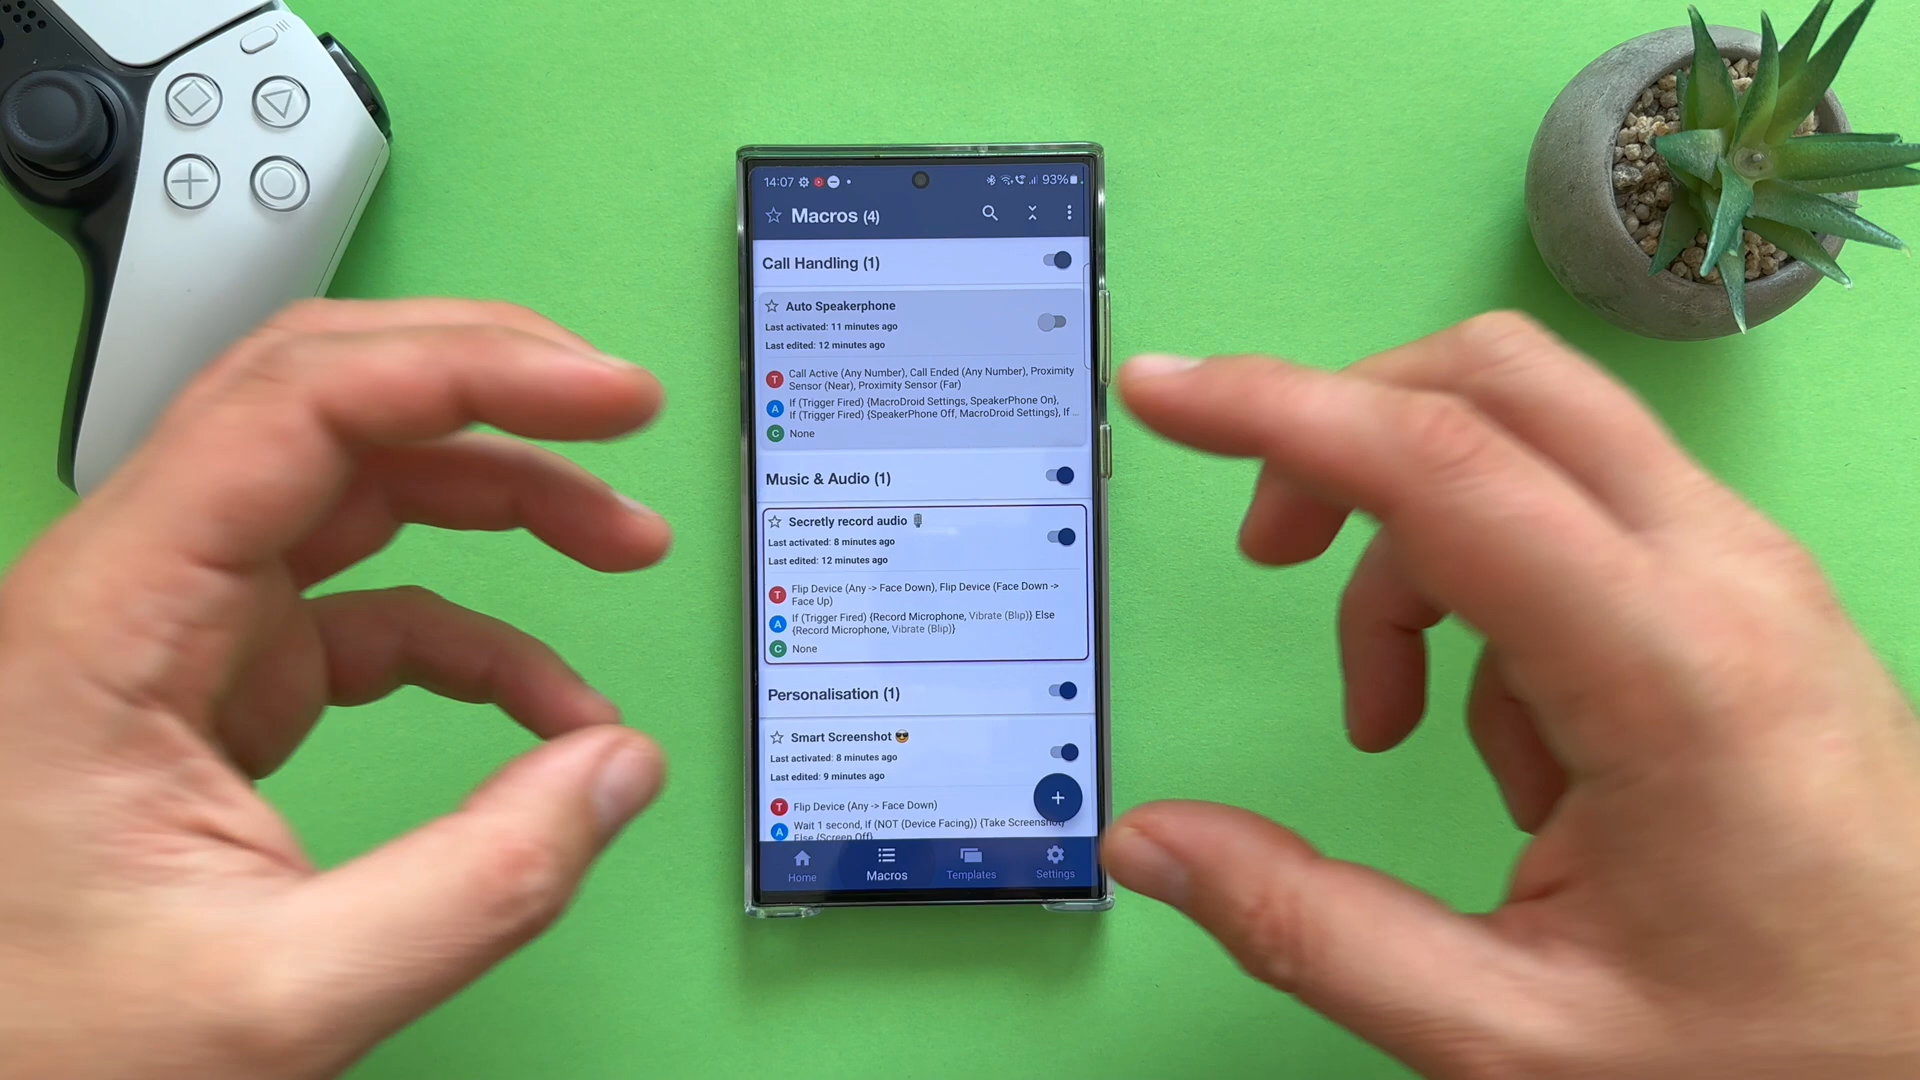 14:07
93%
Macros (4)
Call Handling (1)
Auto Speakerphone
Last activated: 11 minutes ago
Last edited: 12 minutes ago
T Call Active (Any Number), Call Ended (Any Number), Proximity
Sensor (Near), Proximity Sensor (Far)
A If (Trigger Fired) {MacroDroid Settings, SpeakerPhone On},
If (Trigger Fired) {SpeakerPhone Off, MacroDroid Settings}, If ...
C None
Music & Audio (1)
Secretly record audio 🎙
Last activated: 8 minutes ago
Last edited: 12 minutes ago
T Flip Device (Any -> Face Down), Flip Device (Face Down ->
Face Up)
A If (Trigger Fired) {Record Microphone, Vibrate (Blip)} Else
{Record Microphone, Vibrate (Blip)}
C None
Personalisation (1)
Smart Screenshot 😎
Last activated: 8 minutes ago
Last edited: 9 minutes ago
T Flip Device (Any -> Face Down)
A Wait 1 second, If (NOT (Device Facing)) {Take Screenshot}
Else {Screen Off}
Home
Macros
Templates
Settings